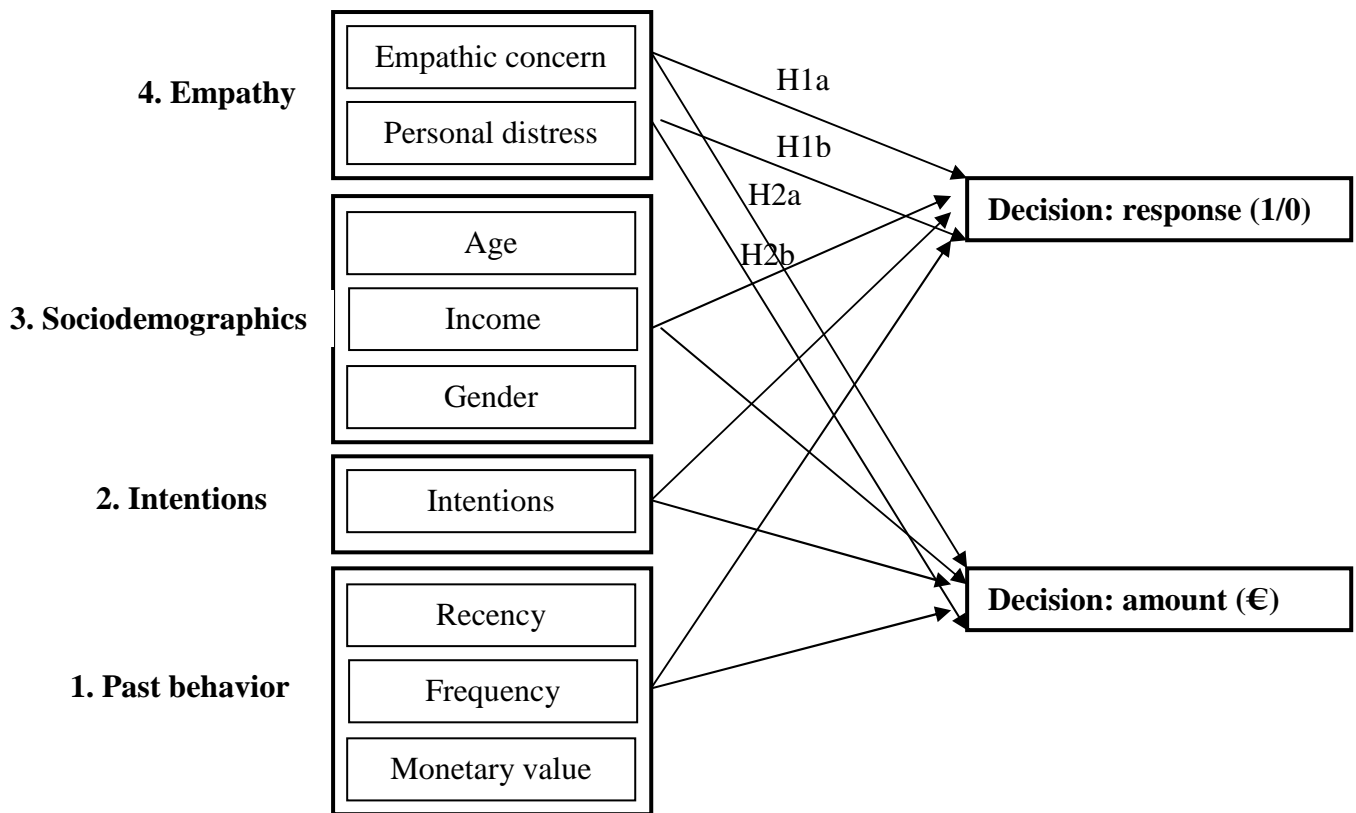 4. Empathy
Empathic concern
Personal distress
3. Sociodemographics
Age
Income
Gender
2. Intentions
Intentions
1. Past behavior
Recency
Frequency
Monetary value
H1a
H1b
H2a
H2b
Decision: response (1/0)
Decision: amount (€)